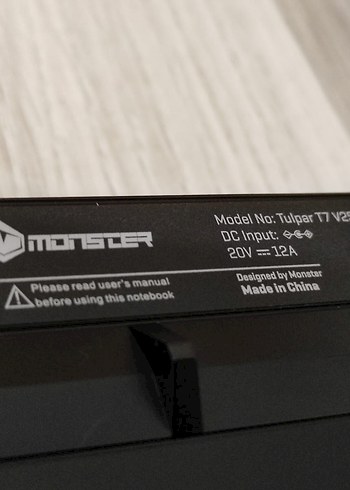 MONSTER
Model No: Tulpar T7 V25
DC Input:
20V 12A
Please read user's manual
before using this notebook
Designed by Monster
Made in China